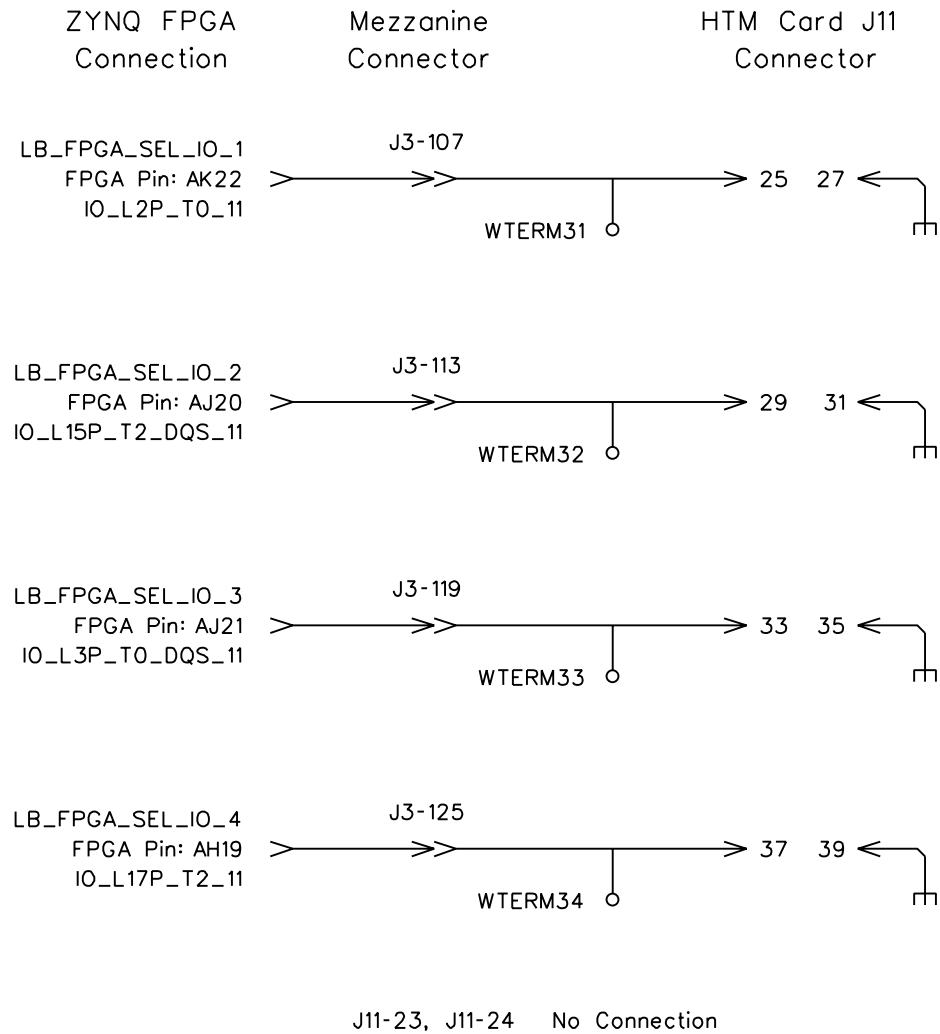 ZYNQ FPGA Connection
Mezzanine Connector
HTM Card J11 Connector
LB_FPGA_SEL_IO_1
FPGA Pin: AK22
IO_L2P_T0_11
J3-107
WTERM31
25 27
LB_FPGA_SEL_IO_2
FPGA Pin: AJ20
IO_L15P_T2_DQS_11
J3-113
WTERM32
29 31
LB_FPGA_SEL_IO_3
FPGA Pin: AJ21
IO_L3P_T0_DQS_11
J3-119
WTERM33
33 35
LB_FPGA_SEL_IO_4
FPGA Pin: AH19
IO_L17P_T2_11
J3-125
WTERM34
37 39
J11-23, J11-24 No Connection